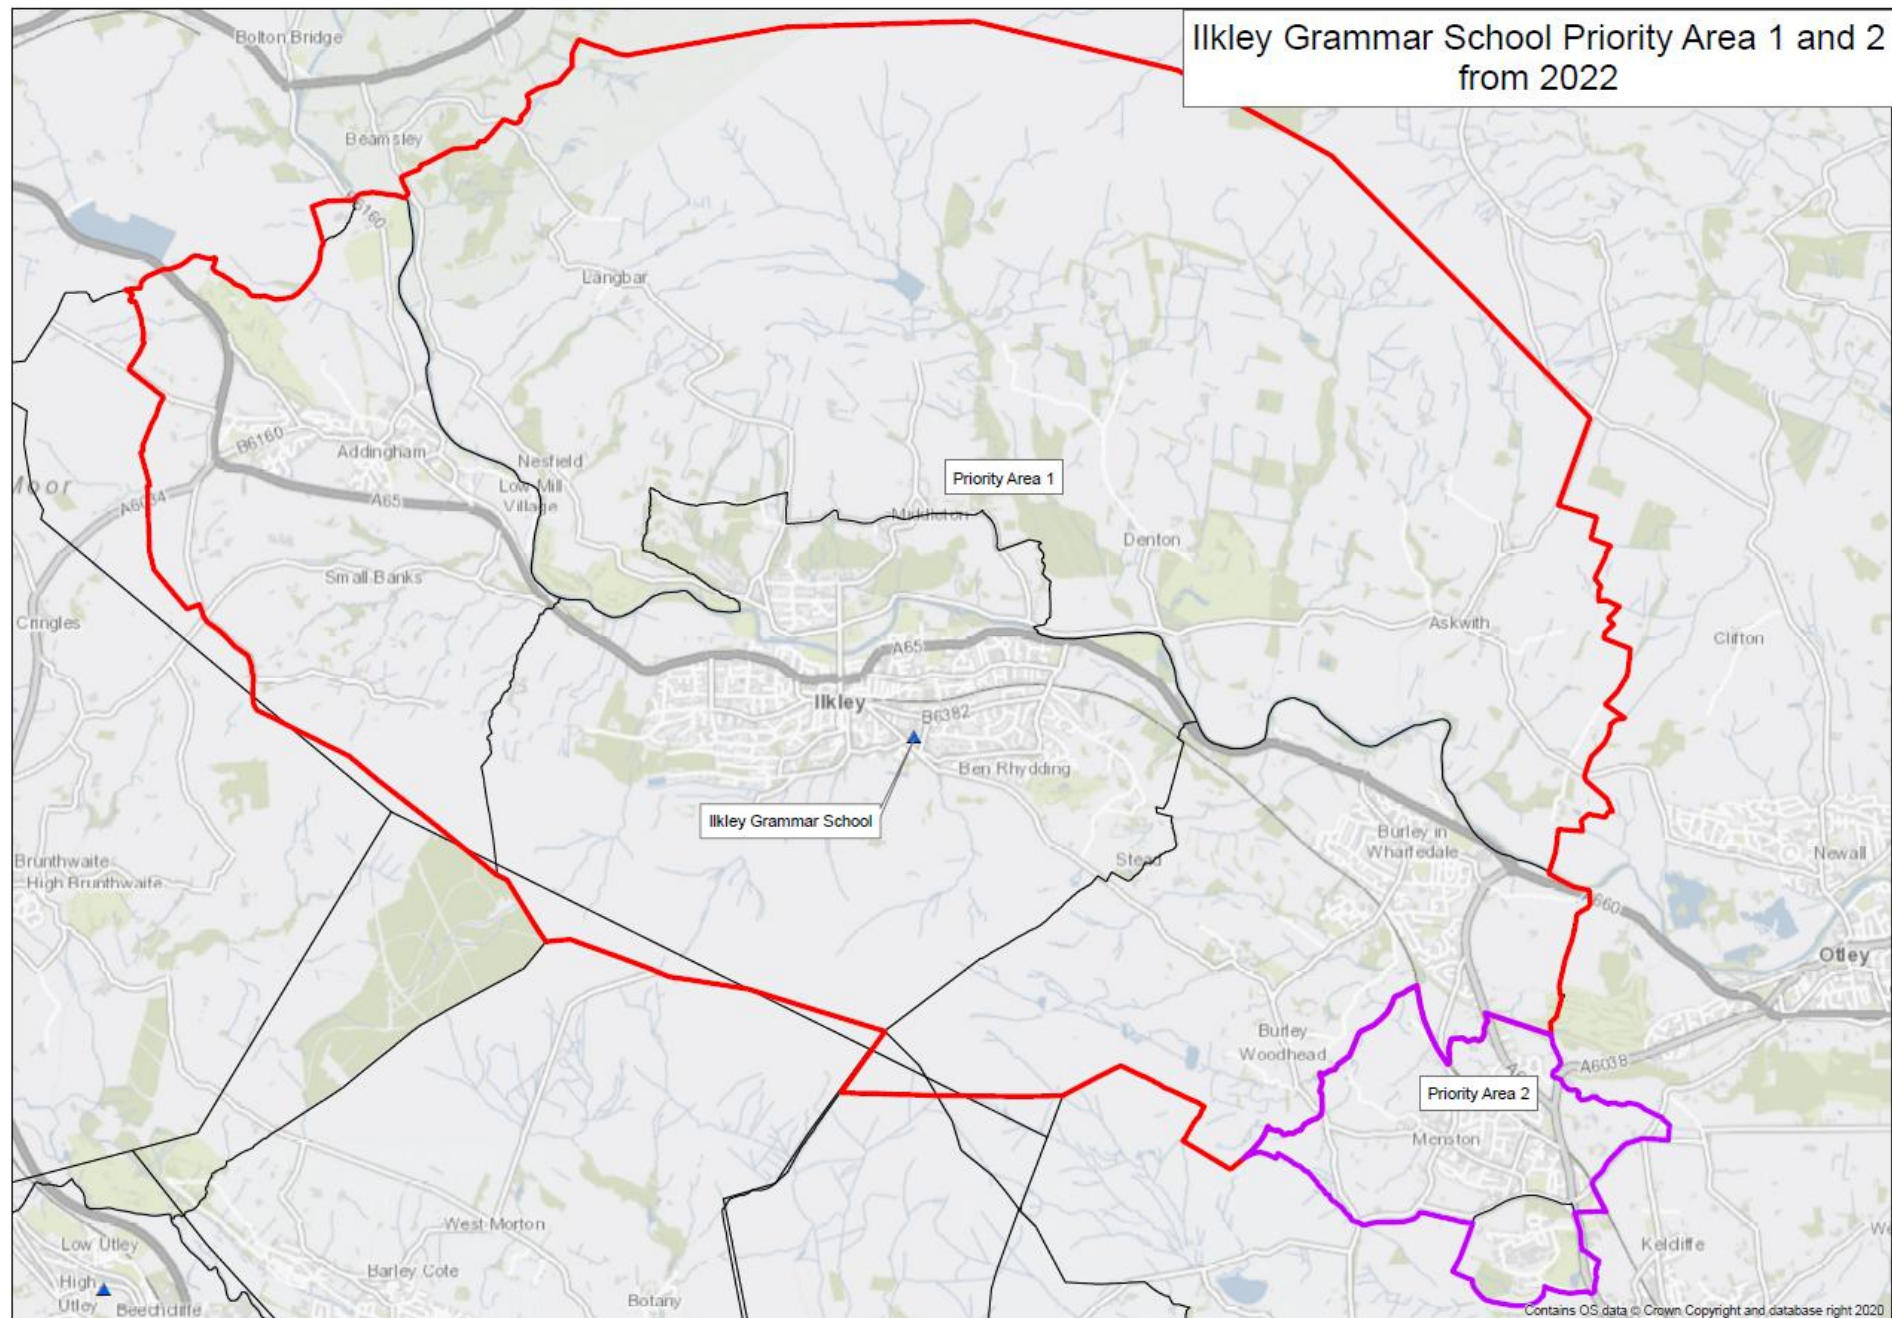 Ilkley Grammar School Priority Area 1 and 2
from 2022
Bolton Bridge
Beamsley
B6160
Langbar
Addingham
B6160
Nesfield
Low Mill
Village
Priority Area 1
Moor
A6034
A65
Middleton
Denton
Small Banks
Cringles
Askwith
Clifton
A65
Ilkley
B6382
Ben Rhydding
Ilkley Grammar School
Burley in
Wharfedale
Stead
Newall
Brunthwaite
High Brunthwaite
A660
Otley
Burley
Woodhead
A6038
Priority Area 2
Menston
West Morton
Low Utley
Barley Cote
Keldliffe
High
Utley
Beechcliffe
Botany
Contains OS data © Crown Copyright and database right 2020